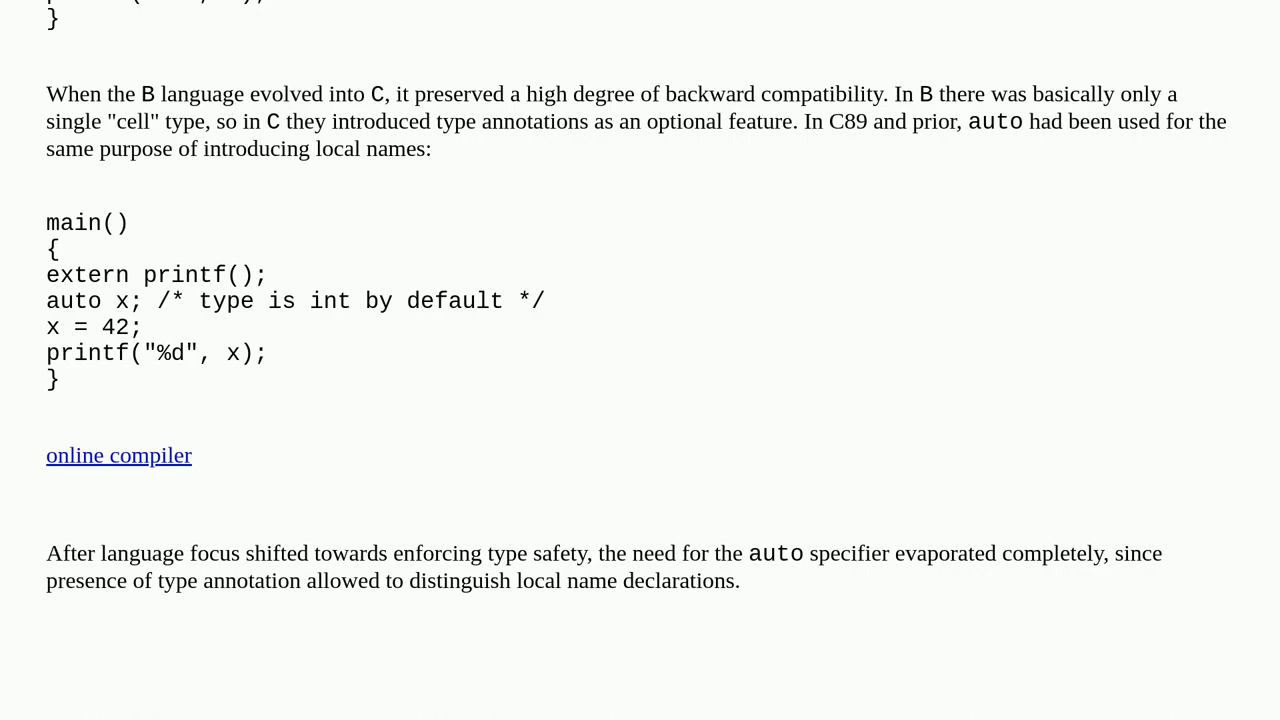 }
When the B language evolved into C, it preserved a high degree of backward compatibility. In B there was basically only a
single "cell" type, so in C they introduced type annotations as an optional feature. In C89 and prior, auto had been used for the
same purpose of introducing local names:
main()
{
extern printf();
auto x; /* type is int by default */
x = 42;
printf("%d", x);
}
online compiler
After language focus shifted towards enforcing type safety, the need for the auto specifier evaporated completely, since
presence of type annotation allowed to distinguish local name declarations.